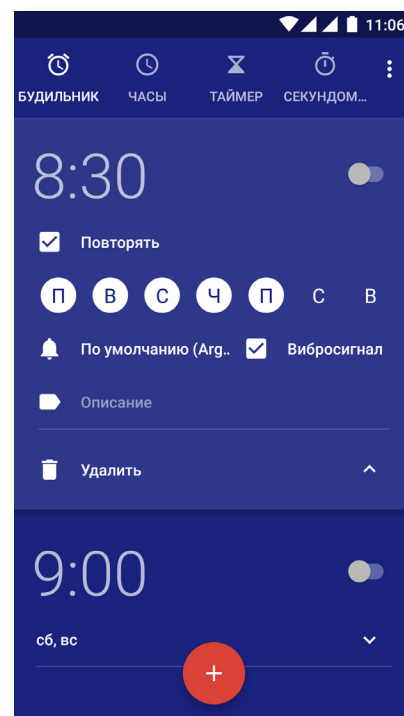 11:06
БУДИЛЬНИК ЧАСЫ ТАЙМЕР СЕКУНДОМ...
8:30
Повторять
П В С Ч П С В
По умолчанию (Arg.. Вибросигнал
Описание
Удалить
9:00
сб, вс